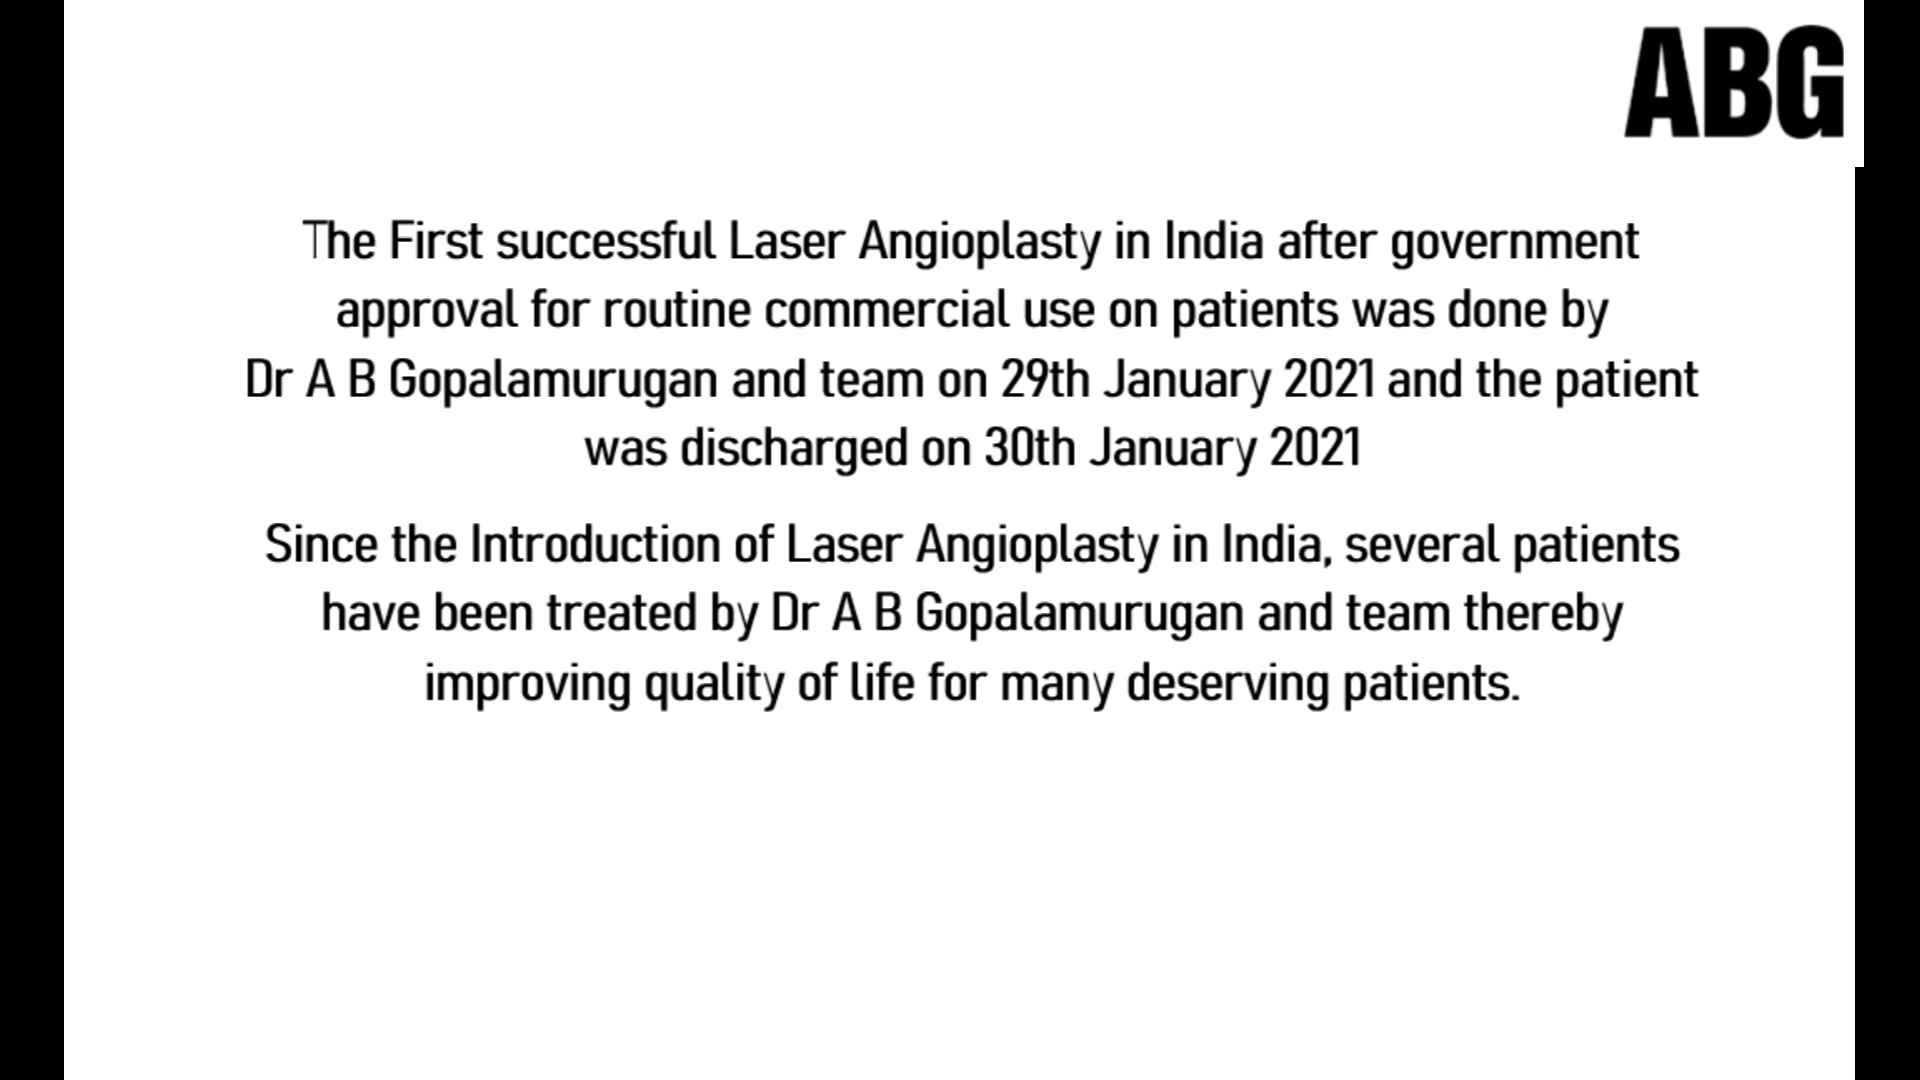 ABG
The First successful Laser Angioplasty in India after government
approval for routine commercial use on patients was done by
Dr A B Gopalamurugan and team on 29th January 2021 and the patient
was discharged on 30th January 2021
Since the Introduction of Laser Angioplasty in India, several patients
have been treated by Dr A B Gopalamurugan and team thereby
improving quality of life for many deserving patients.